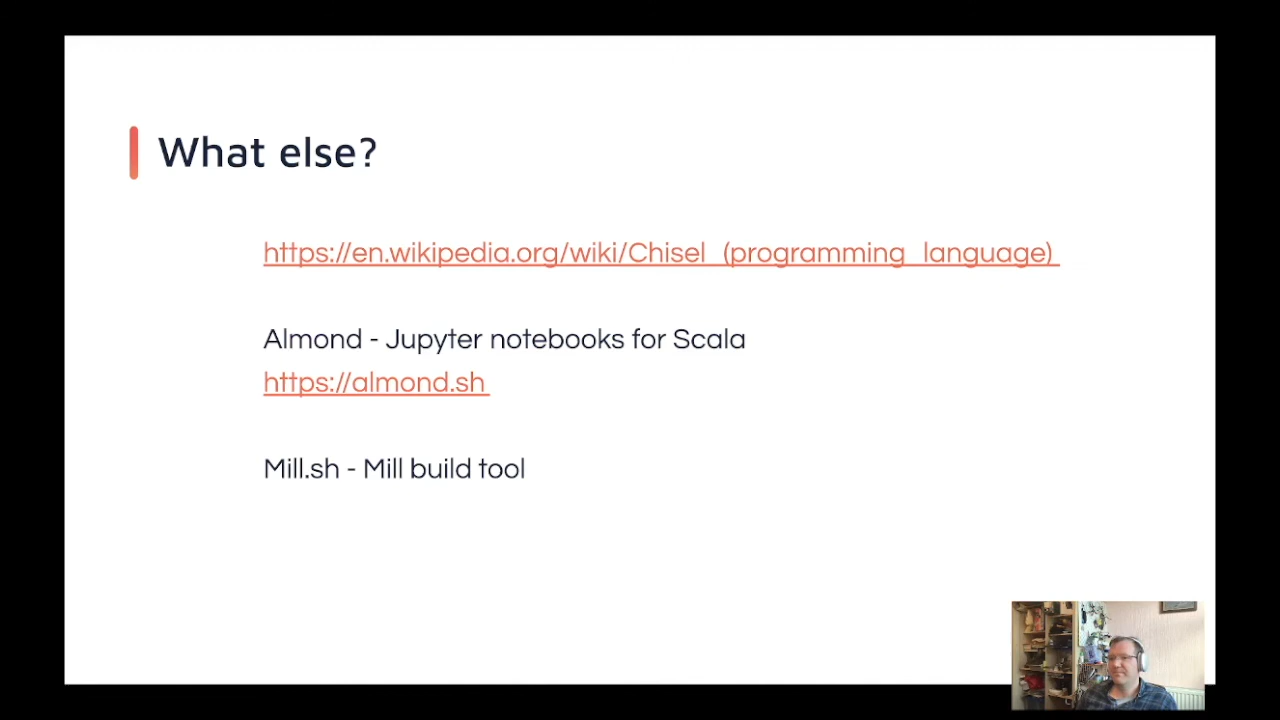 What else?
https://en.wikipedia.org/wiki/Chisel_(programming_language)
Almond - Jupyter notebooks for Scala
https://almond.sh
Mill.sh - Mill build tool